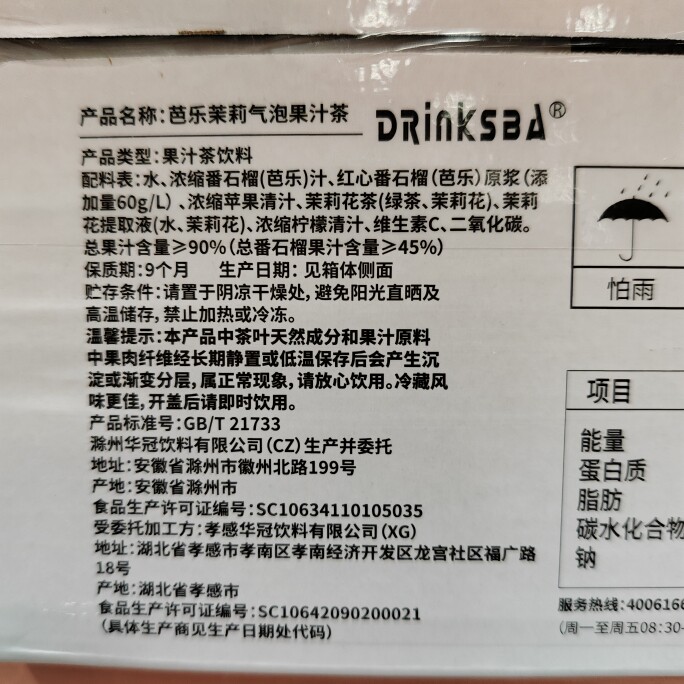 产品名称:芭乐茉莉气泡果汁茶
DRinKSBA®
产品类型:果汁茶饮料
配料表:水、浓缩番石榴(芭乐)汁、红心番石榴(芭乐)原浆(添
加量60g/L)、浓缩苹果清汁、茉莉花茶(绿茶、茉莉花)、茉莉
花提取液(水、茉莉花)、浓缩柠檬清汁、维生素C、二氧化碳。
总果汁含量≥90%(总番石榴果汁含量≥45%)
保质期:9个月 生产日期:见箱体侧面
贮存条件:请置于阴凉干燥处,避免阳光直晒及
高温储存,禁止加热或冷冻。
温馨提示:本产品中茶叶天然成分和果汁原料
中果肉纤维经长期静置或低温保存后会产生沉
淀或渐变分层,属正常现象,请放心饮用。冷藏风
味更佳,开盖后请即时饮用。
产品标准号:GB/T 21733
滁州华冠饮料有限公司(CZ)生产并委托
地址:安徽省滁州市徽州北路199号
产地:安徽省滁州市
食品生产许可证编号:SC10634110105035
受委托加工方:孝感华冠饮料有限公司(XG)
地址:湖北省孝感市孝南区孝南经济开发区龙宫社区福广路
18号
产地:湖北省孝感市
食品生产许可证编号:SC10642090200021
(具体生产商见生产日期处代码)
怕雨
项目
能量
蛋白质
脂肪
碳水化合物
钠
服务热线:4006166
(周一至周五08:30-